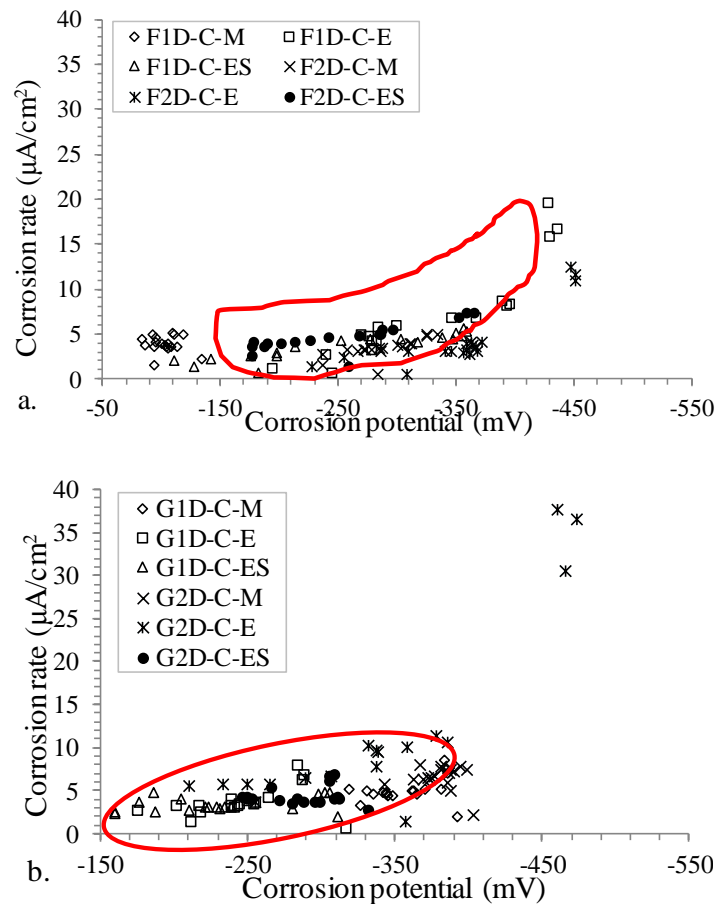 40
35
30
25
20
15
10
5
0
Corrosion rate (µA/cm²)
F1D-C-M F1D-C-E
F1D-C-ES F2D-C-M
F2D-C-E F2D-C-ES
-50 -150 -250 -350 -450 -550
a.
Corrosion potential (mV)
40
35
30
25
20
15
10
5
0
Corrosion rate (µA/cm²
G1D-C-M
G1D-C-E
G1D-C-ES
G2D-C-M
G2D-C-E
G2D-C-ES
-150 -250 -350 -450 -550
b.
Corrosion potential (mV)